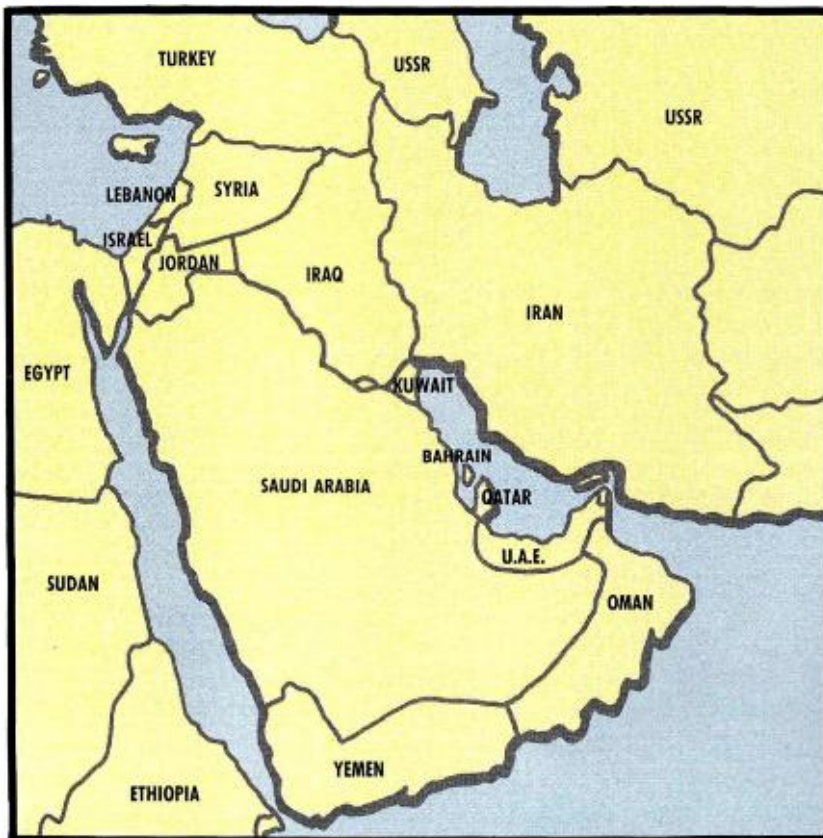 TURKEY
USSR
USSR
LEBANON
SYRIA
ISRAEL
JORDAN
IRAQ
IRAN
EGYPT
KUWAIT
BAHRAIN
SAUDI ARABIA
QATAR
U.A.E.
SUDAN
OMAN
YEMEN
ETHIOPIA